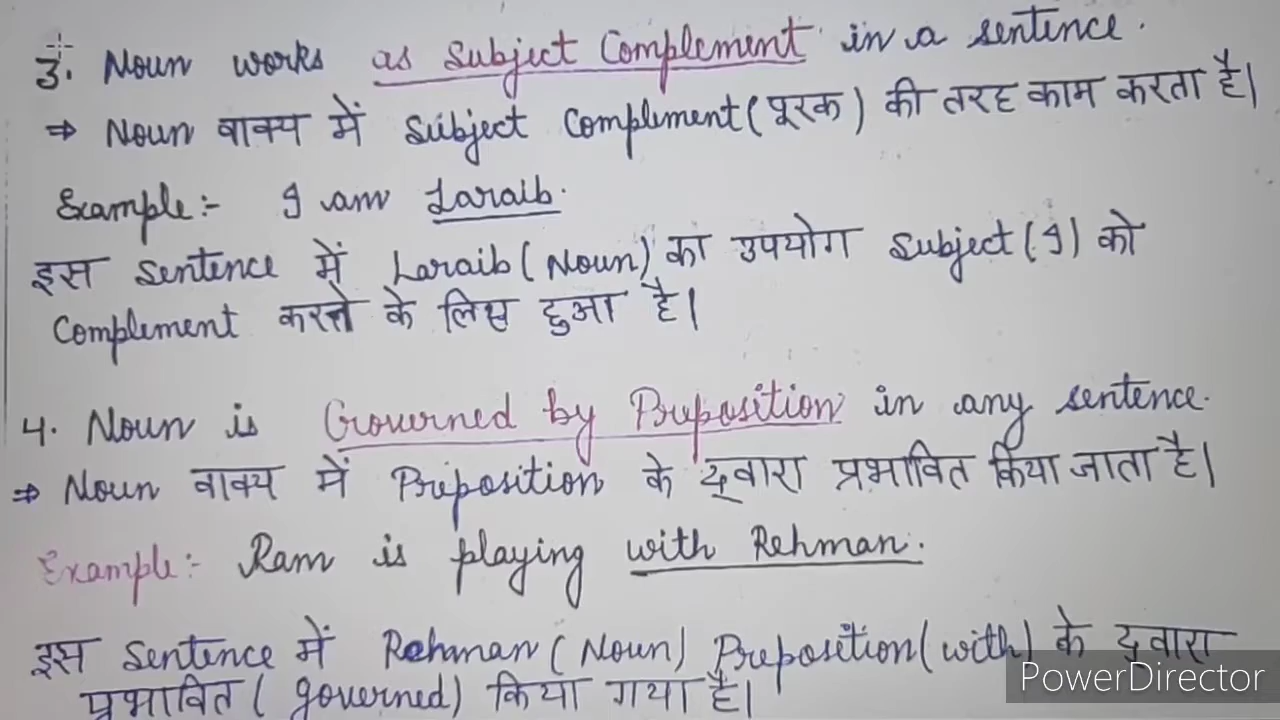 3. Noun works as Subject Complement in a sentence.
⇒ Noun वाक्य में Subject Complement (पूरक) की तरह काम करता है।
Example:- I am Laraib.
इस sentence में Laraib (Noun) का उपयोग Subject (I) को
Complement करने के लिए हुआ है।
4. Noun is Governed by Preposition in any sentence.
⇒ Noun वाक्य में Preposition के द्वारा प्रभावित किया जाता है।
Example:- Ram is playing with Rehman.
इस sentence में Rehman (Noun) Preposition (with) के द्वारा
प्रभावित (governed) किया गया है।
PowerDirector